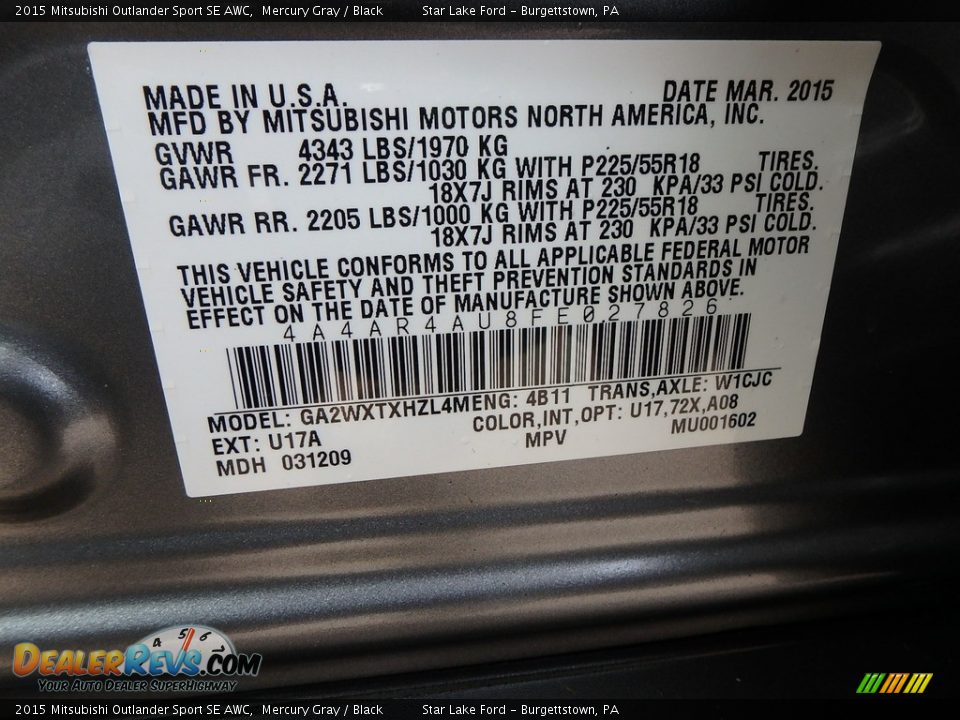 2015 Mitsubishi Outlander Sport SE AWC, Mercury Gray / Black Star Lake Ford - Burgettstown, PA
MADE IN U.S.A. DATE MAR. 2015
MFD BY MITSUBISHI MOTORS NORTH AMERICA, INC.
GVWR 4343 LBS/1970 KG
GAWR FR. 2271 LBS/1030 KG WITH P225/55R18 TIRES.
18X7J RIMS AT 230 KPA/33 PSI COLD.
GAWR RR. 2205 LBS/1000 KG WITH P225/55R18 TIRES.
18X7J RIMS AT 230 KPA/33 PSI COLD.
THIS VEHICLE CONFORMS TO ALL APPLICABLE FEDERAL MOTOR
VEHICLE SAFETY AND THEFT PREVENTION STANDARDS IN
EFFECT ON THE DATE OF MANUFACTURE SHOWN ABOVE.
4A4AR4AU8FE027826
MODEL: GA2WXTXHZL4M ENG: 4B11 TRANS,AXLE: W1CJC
EXT: U17A COLOR,INT,OPT: U17,72X,A08
MDH 031209 MPV MU001602
4 5 6 7
DEALERREVS.COM
YOUR AUTO DEALER SUPERHIGHWAY
2015 Mitsubishi Outlander Sport SE AWC, Mercury Gray / Black Star Lake Ford - Burgettstown, PA